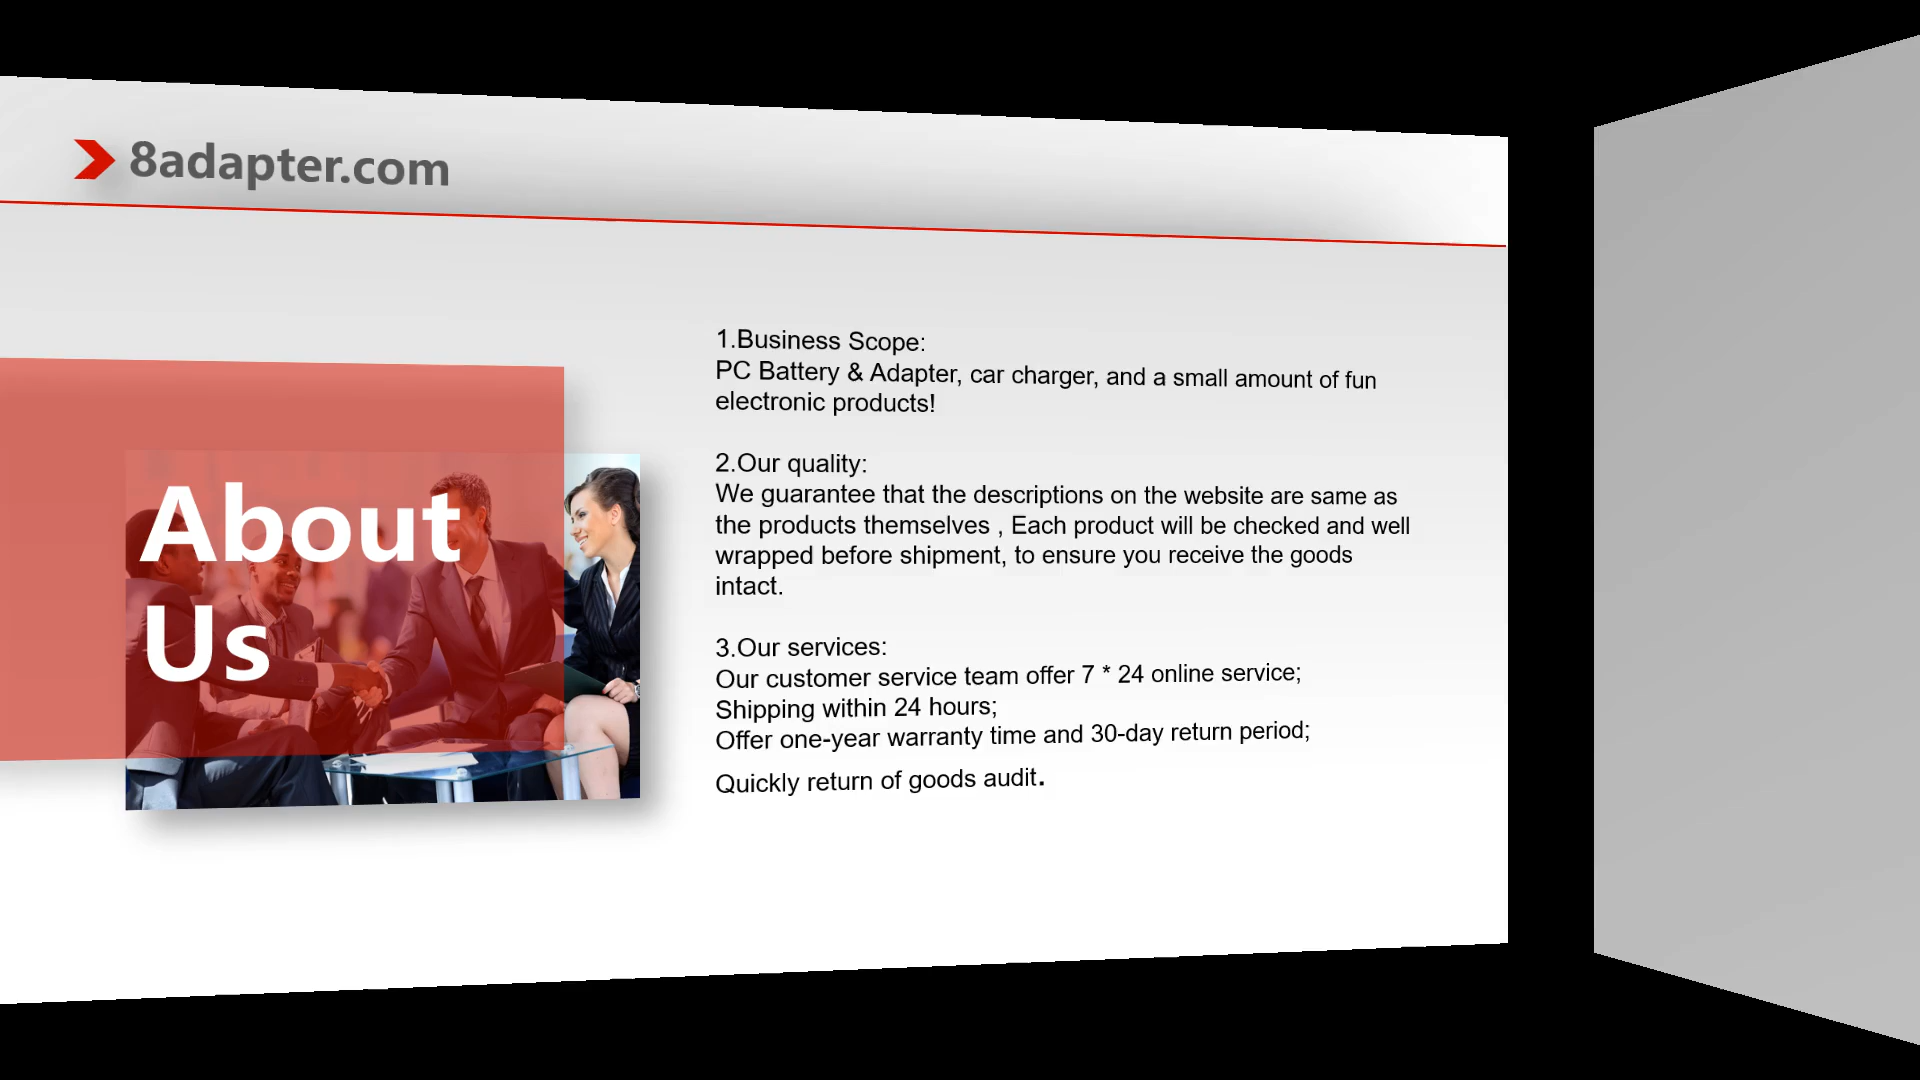 8adapter.com
About
Us
1.Business Scope:
PC Battery & Adapter, car charger, and a small amount of fun
electronic products!
2.Our quality:
We guarantee that the descriptions on the website are same as
the products themselves , Each product will be checked and well
wrapped before shipment, to ensure you receive the goods
intact.
3.Our services:
Our customer service team offer 7 * 24 online service;
Shipping within 24 hours;
Offer one-year warranty time and 30-day return period;
Quickly return of goods audit.